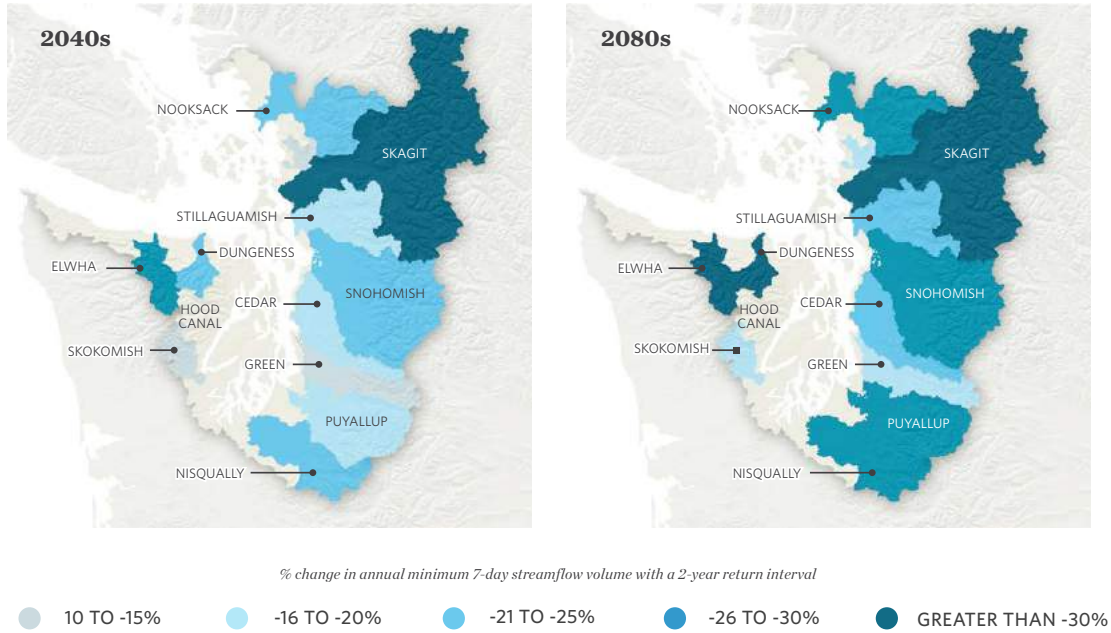 2040s
NOOKSACK
SKAGIT
STILLAGUAMISH
DUNGENESS
ELWHA
CEDAR
SNOHOMISH
HOOD
CANAL
SKOKOMISH
GREEN
PUYALLUP
NISQUALLY
2080s
NOOKSACK
SKAGIT
STILLAGUAMISH
DUNGENESS
ELWHA
CEDAR
SNOHOMISH
HOOD
CANAL
SKOKOMISH
GREEN
PUYALLUP
NISQUALLY
% change in annual minimum 7-day streamflow volume with a 2-year return interval
10 TO -15%
-16 TO -20%
-21 TO -25%
-26 TO -30%
GREATER THAN -30%